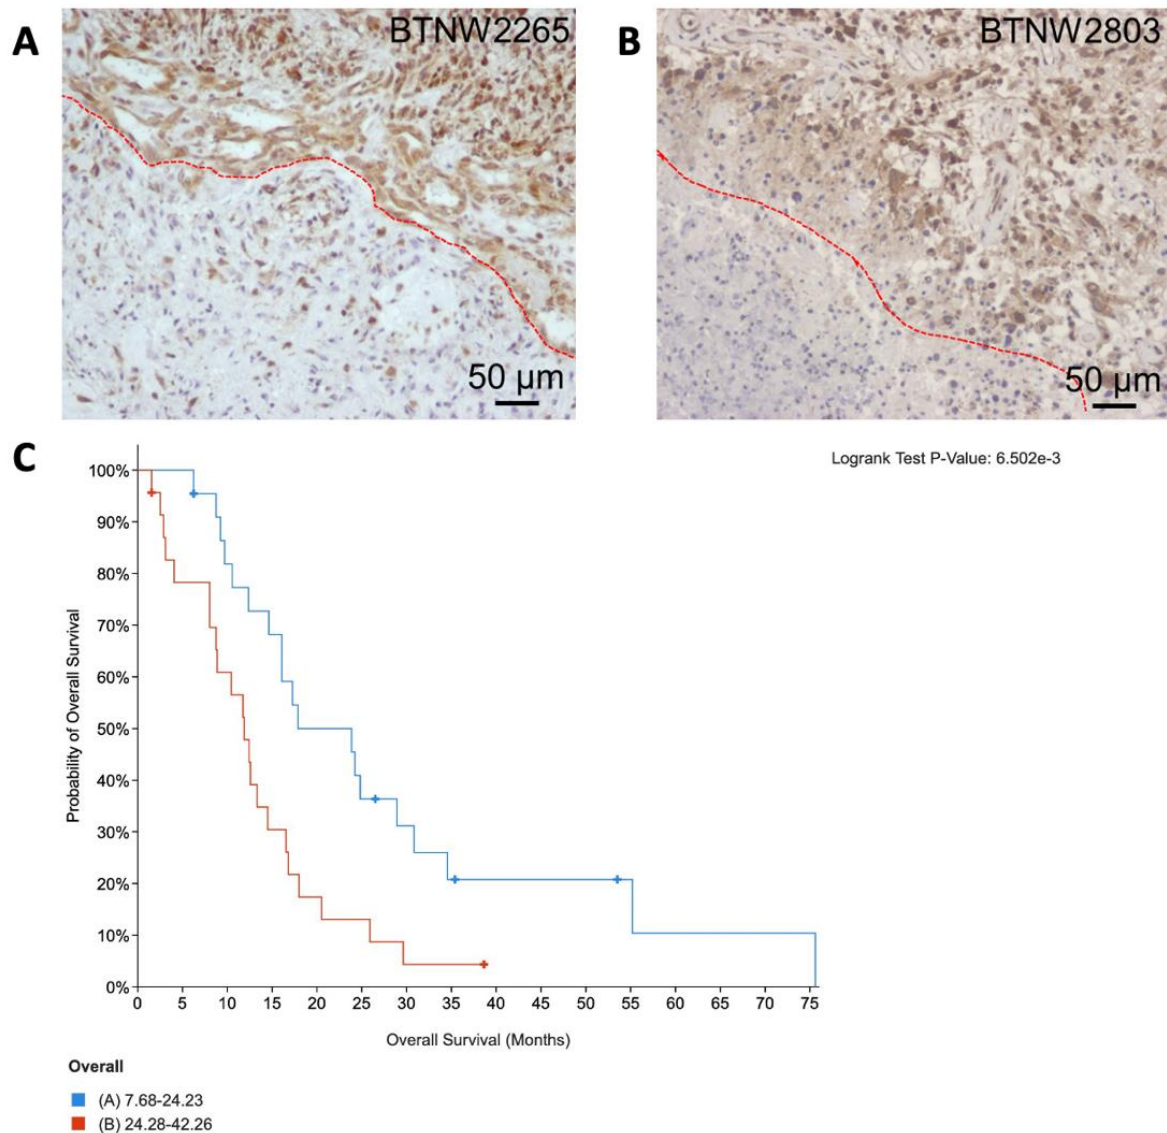 A
BTNW2265
50 µm
B
BTNW2803
50 µm
C
Logrank Test P-Value: 6.502e-3
Probability of Overall Survival
100%
90%
80%
70%
60%
50%
40%
30%
20%
10%
0%
0 5 10 15 20 25 30 35 40 45 50 55 60 65 70 75
Overall Survival (Months)
Overall
(A) 7.68-24.23
(B) 24.28-42.26